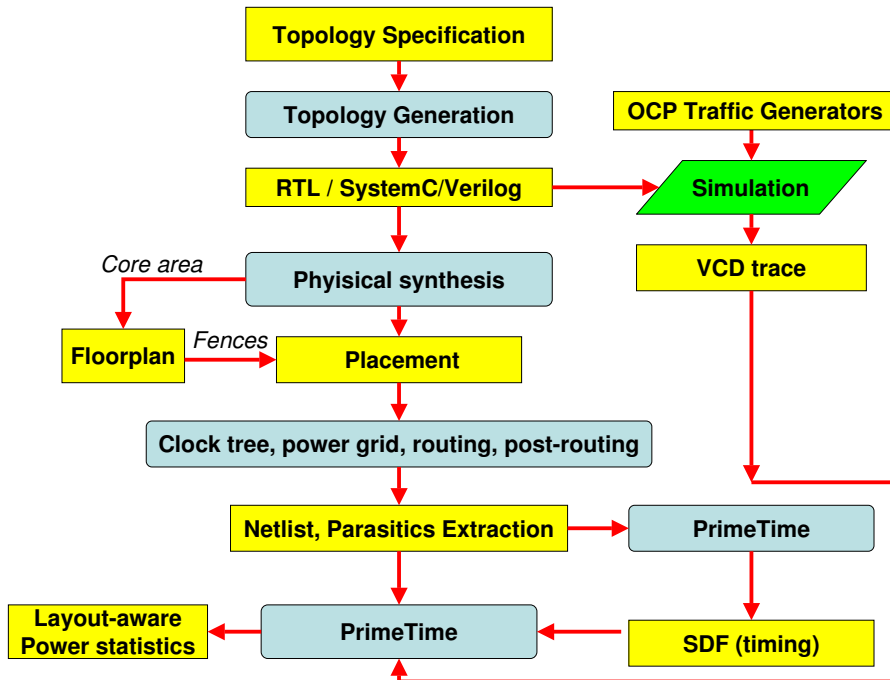 Topology Specification
Topology Generation
OCP Traffic Generators
RTL / SystemC/Verilog
Simulation
Core area
Phyisical synthesis
VCD trace
Floorplan
Fences
Placement
Clock tree, power grid, routing, post-routing
Netlist, Parasitics Extraction
PrimeTime
Layout-aware
Power statistics
PrimeTime
SDF (timing)